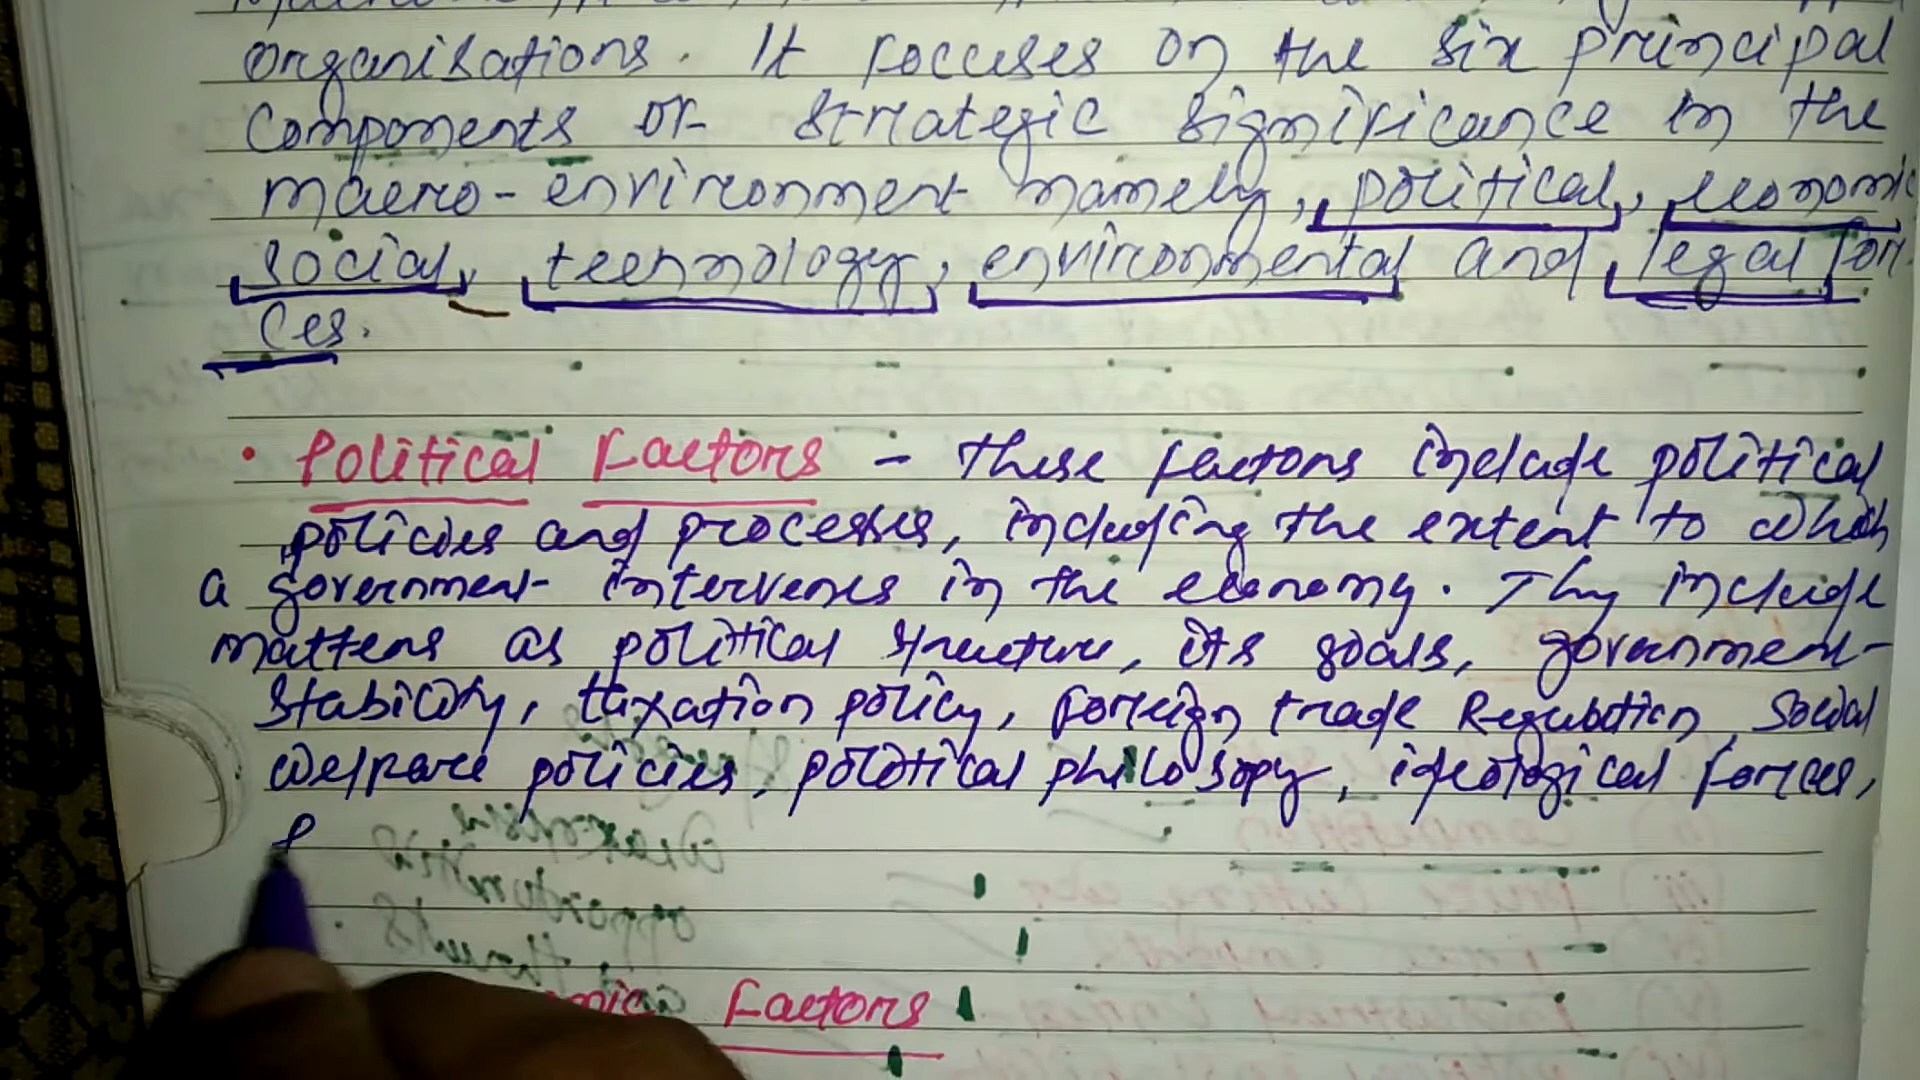 organisations. It focuses on the six principal
components of strategic significance in the
macro-environment namely, political, economic
social, technology, environmental and legal for
ces.
• Political Factors – These factors include political
policies and processes, including the extent to which
a government intervenes in the economy. They include
matters as political structure, its goals, government
stability, taxation policy, foreign trade Regulation, Social
welfare policies, political philosophy, ideological forces,
Factors